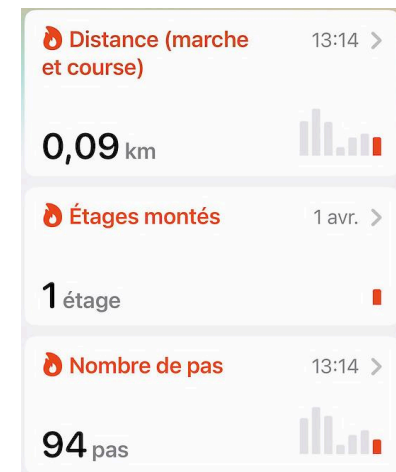 Distance (marche 13:14
et course)
0,09 km
Étages montés 1 avr.
1 étage
Nombre de pas 13:14
94 pas